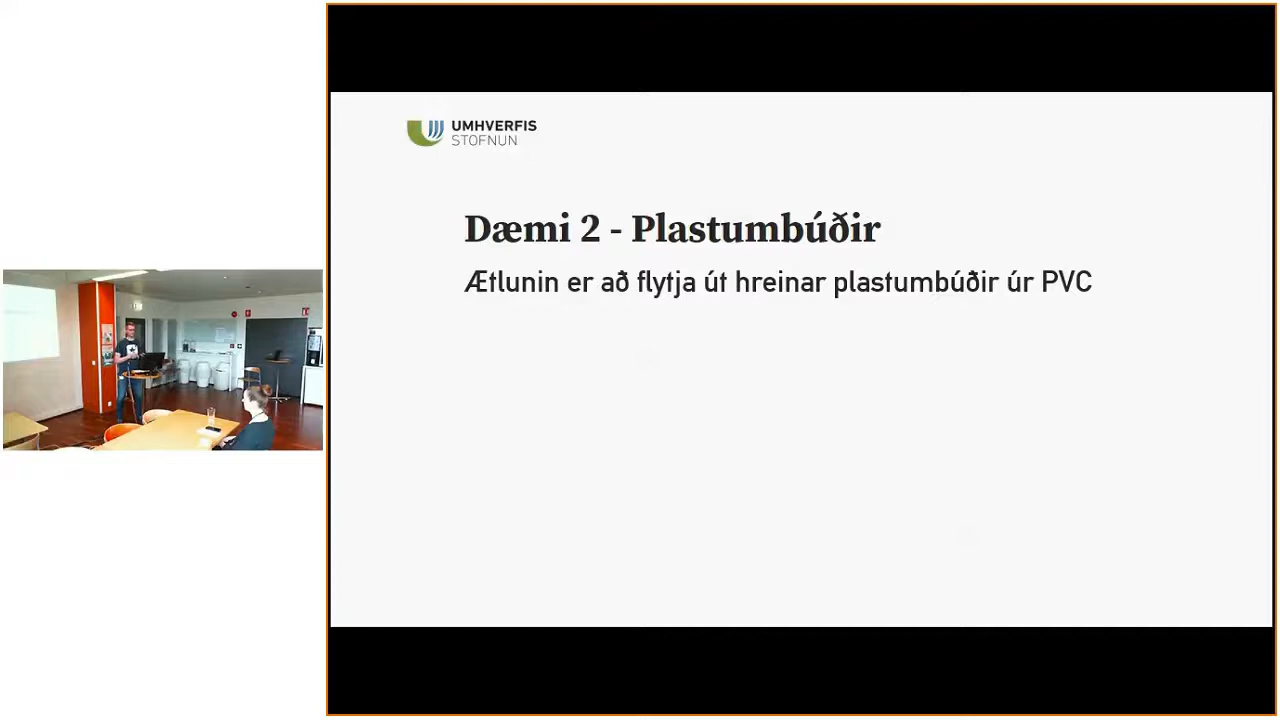 UMHVERFIS
STOFNUN
Dæmi 2 - Plastumbúðir
Ætlunin er að flytja út hreinar plastumbúðir úr PVC